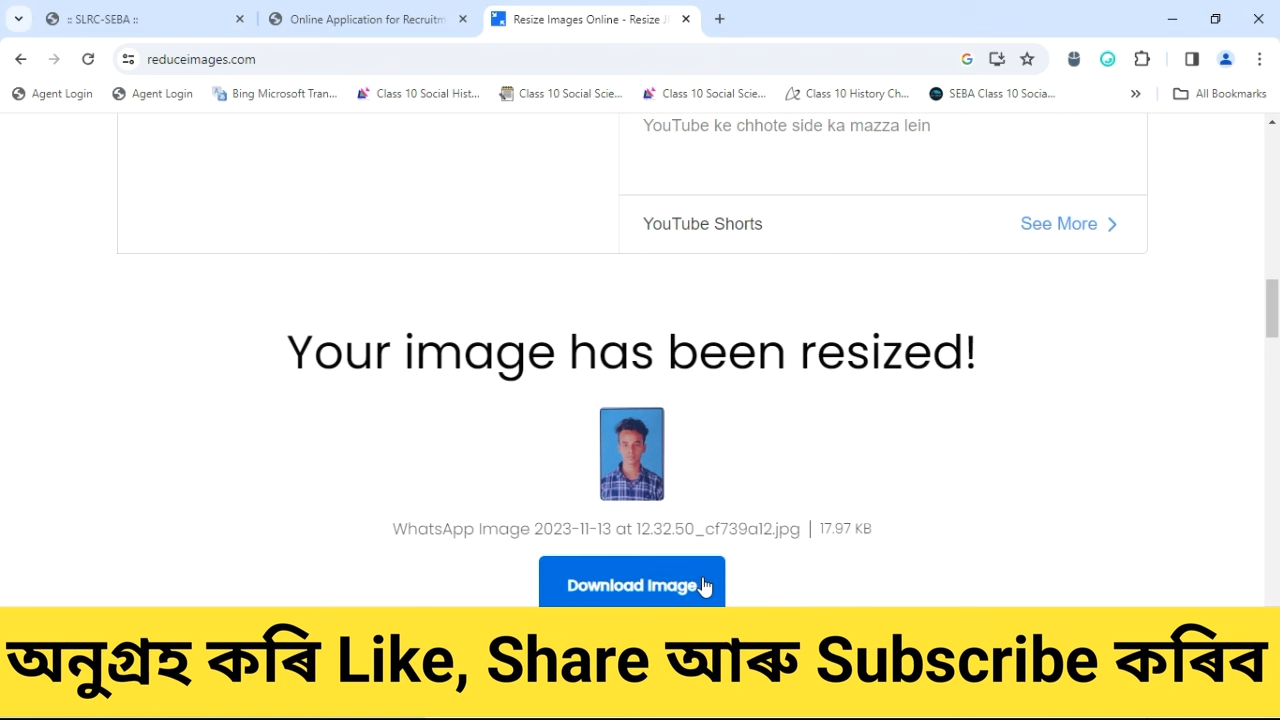 :: SLRC-SEBA ::
Online Application for Recruitm
Resize Images Online - Resize J
reduceimages.com
Agent Login
Agent Login
Bing Microsoft Tran...
Class 10 Social Hist...
Class 10 Social Scie...
Class 10 Social Scie...
Class 10 History Ch...
SEBA Class 10 Socia...
All Bookmarks
YouTube ke chhote side ka mazza lein
YouTube Shorts
See More
Your image has been resized!
WhatsApp Image 2023-11-13 at 12.32.50_cf739a12.jpg | 17.97 KB
Download Image
অনুগ্ৰহ কৰি Like, Share আৰু Subscribe কৰিব